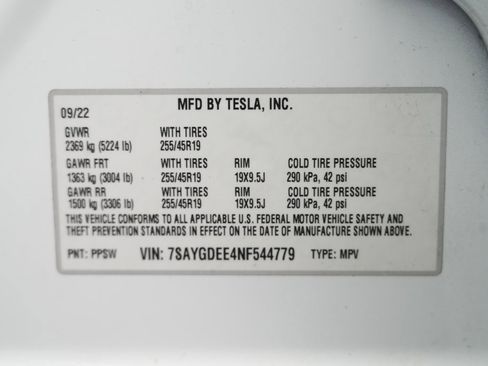 MFD BY TESLA, INC.
09/22
GVWR WITH TIRES
2369 kg (5224 lb) 255/45R19
GAWR FRT WITH TIRES RIM COLD TIRE PRESSURE
1363 kg (3004 lb) 255/45R19 19X9.5J 290 kPa, 42 psi
GAWR RR WITH TIRES RIM COLD TIRE PRESSURE
1500 kg (3306 lb) 255/45R19 19X9.5J 290 kPa, 42 psi
THIS VEHICLE CONFORMS TO ALL APPLICABLE U.S. FEDERAL MOTOR VEHICLE SAFETY AND
THEFT PREVENTION STANDARDS IN EFFECT ON THE DATE OF MANUFACTURE SHOWN ABOVE.
PNT: PPSW VIN: 7SAYGDEE4NF544779 TYPE: MPV